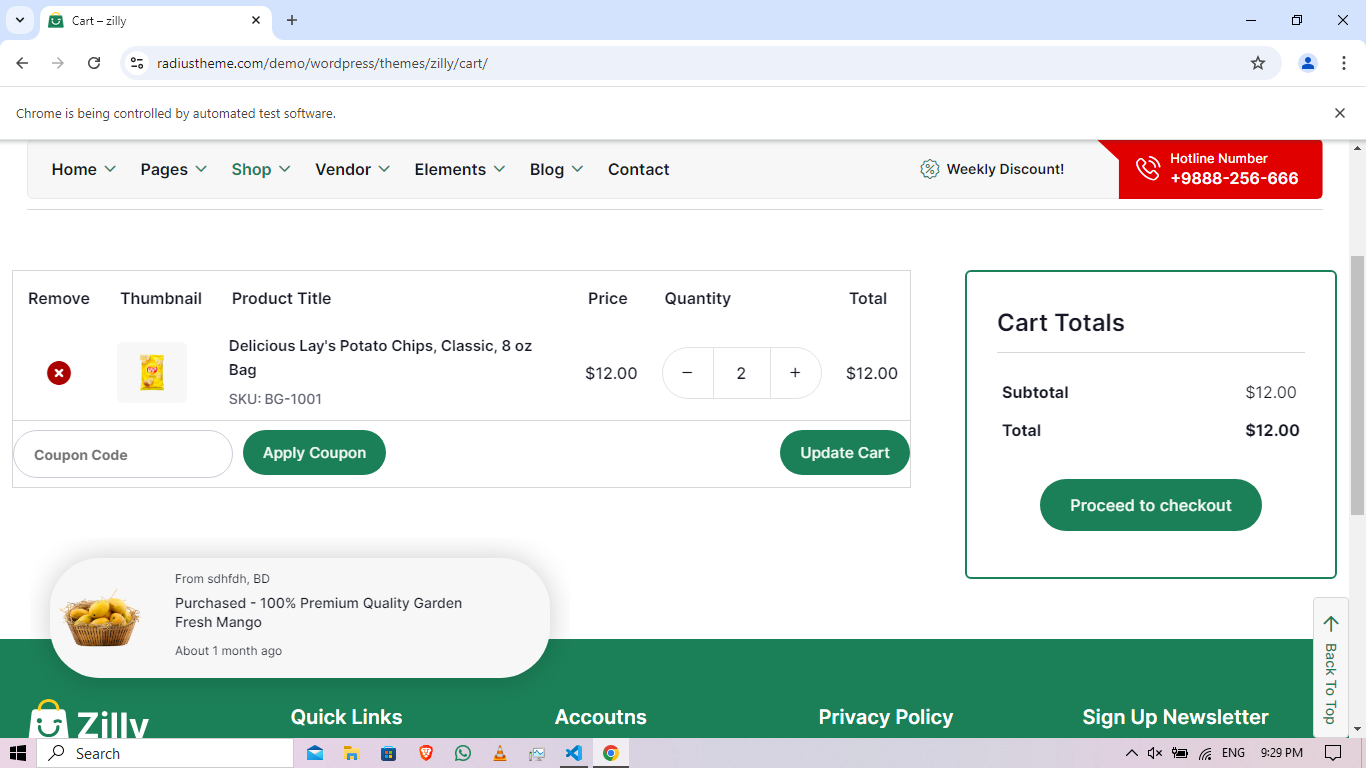 Cart – zilly
radiustheme.com/demo/wordpress/themes/zilly/cart/
Chrome is being controlled by automated test software.
Home Pages Shop Vendor Elements Blog Contact
Weekly Discount!
Hotline Number
+9888-256-666
Remove Thumbnail Product Title Price Quantity Total
Delicious Lay's Potato Chips, Classic, 8 oz
Bag
SKU: BG-1001
$12.00 2 $12.00
Coupon Code Apply Coupon Update Cart
Cart Totals
Subtotal $12.00
Total $12.00
Proceed to checkout
From sdhfdh, BD
Purchased - 100% Premium Quality Garden
Fresh Mango
About 1 month ago
Back To Top
Zilly
Quick Links Accoutns Privacy Policy Sign Up Newsletter
Search
ENG 9:29 PM